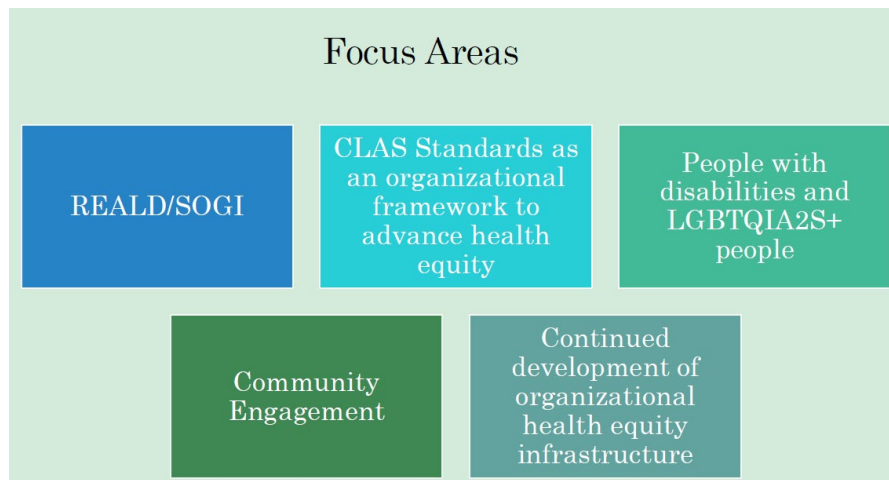 Focus Areas
REALD/SOGI
CLAS Standards as
an organizational
framework to
advance health
equity
People with
disabilities and
LGBTQIA2S+
people
Community
Engagement
Continued
development of
organizational
health equity
infrastructure